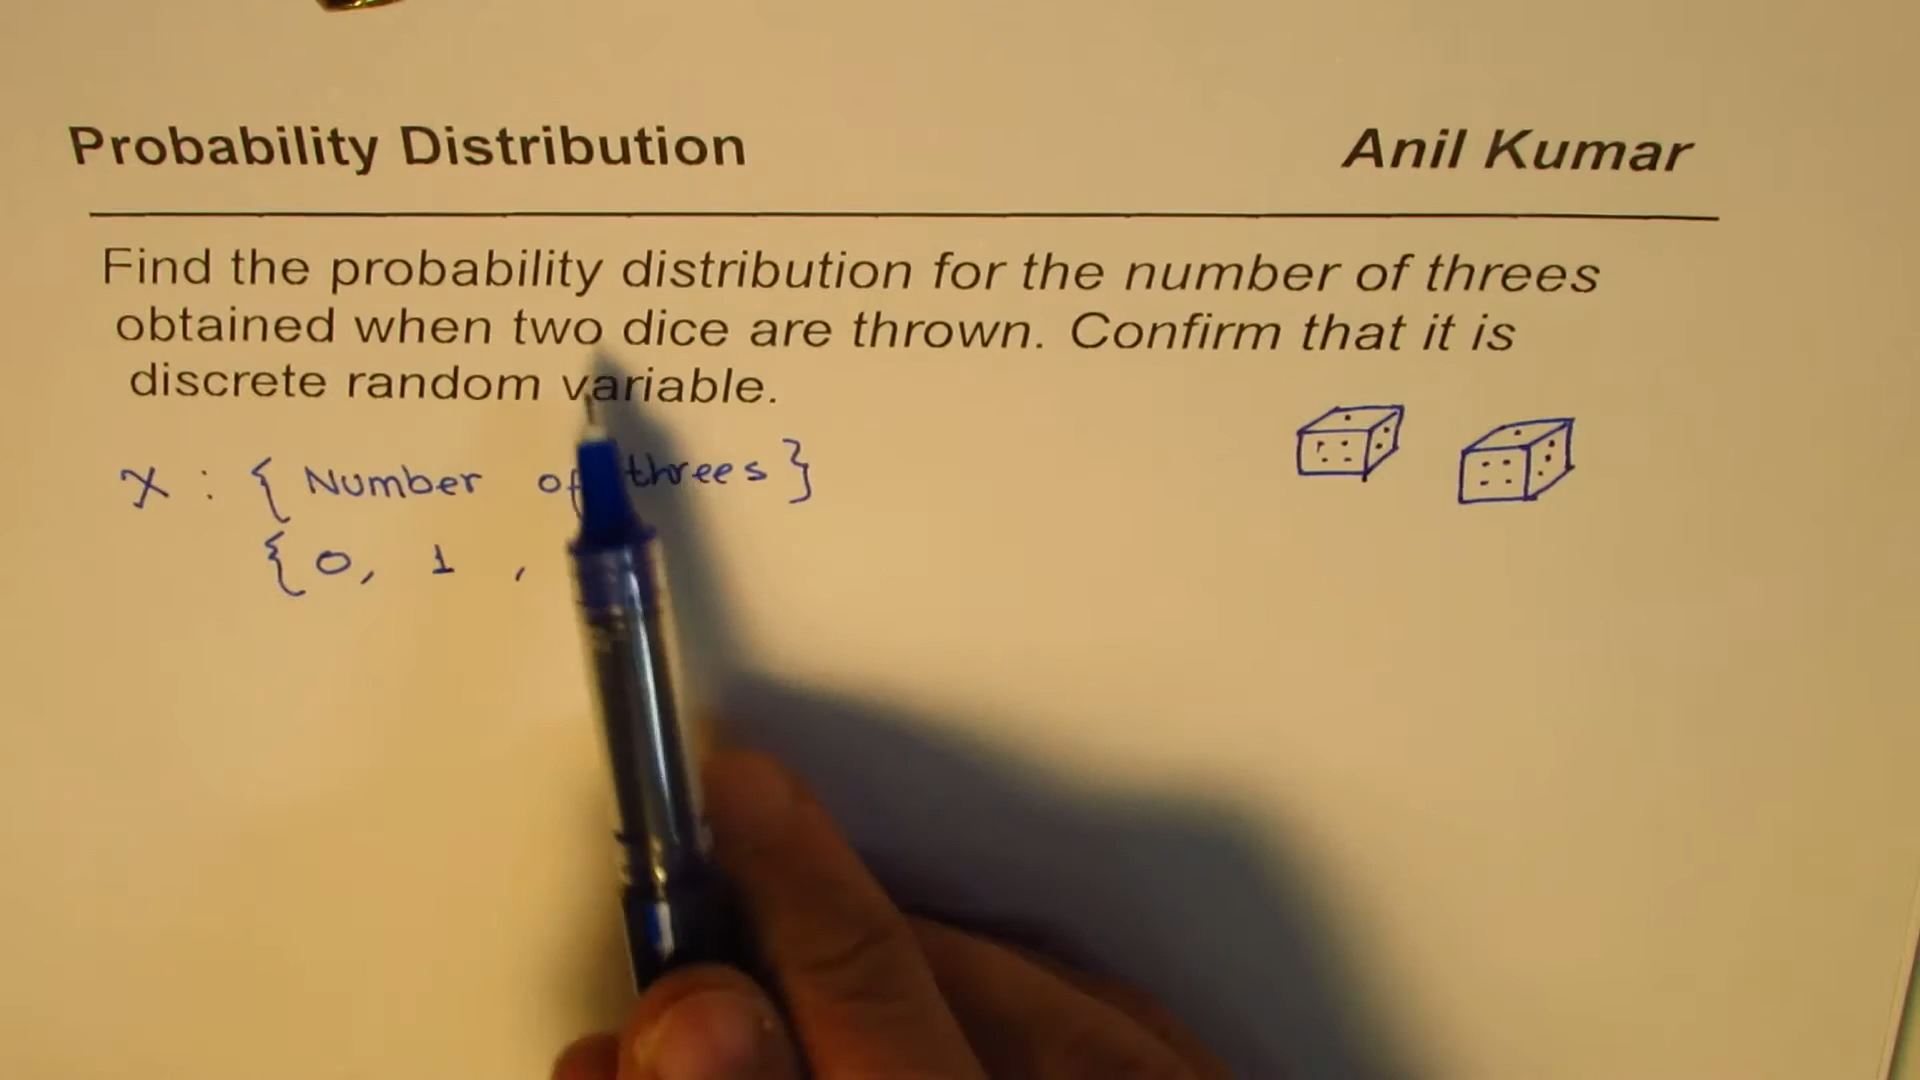 Probability Distribution
Anil Kumar
Find the probability distribution for the number of threes
obtained when two dice are thrown. Confirm that it is
discrete random variable.
X : { Number of threes }
{ 0, 1 ,